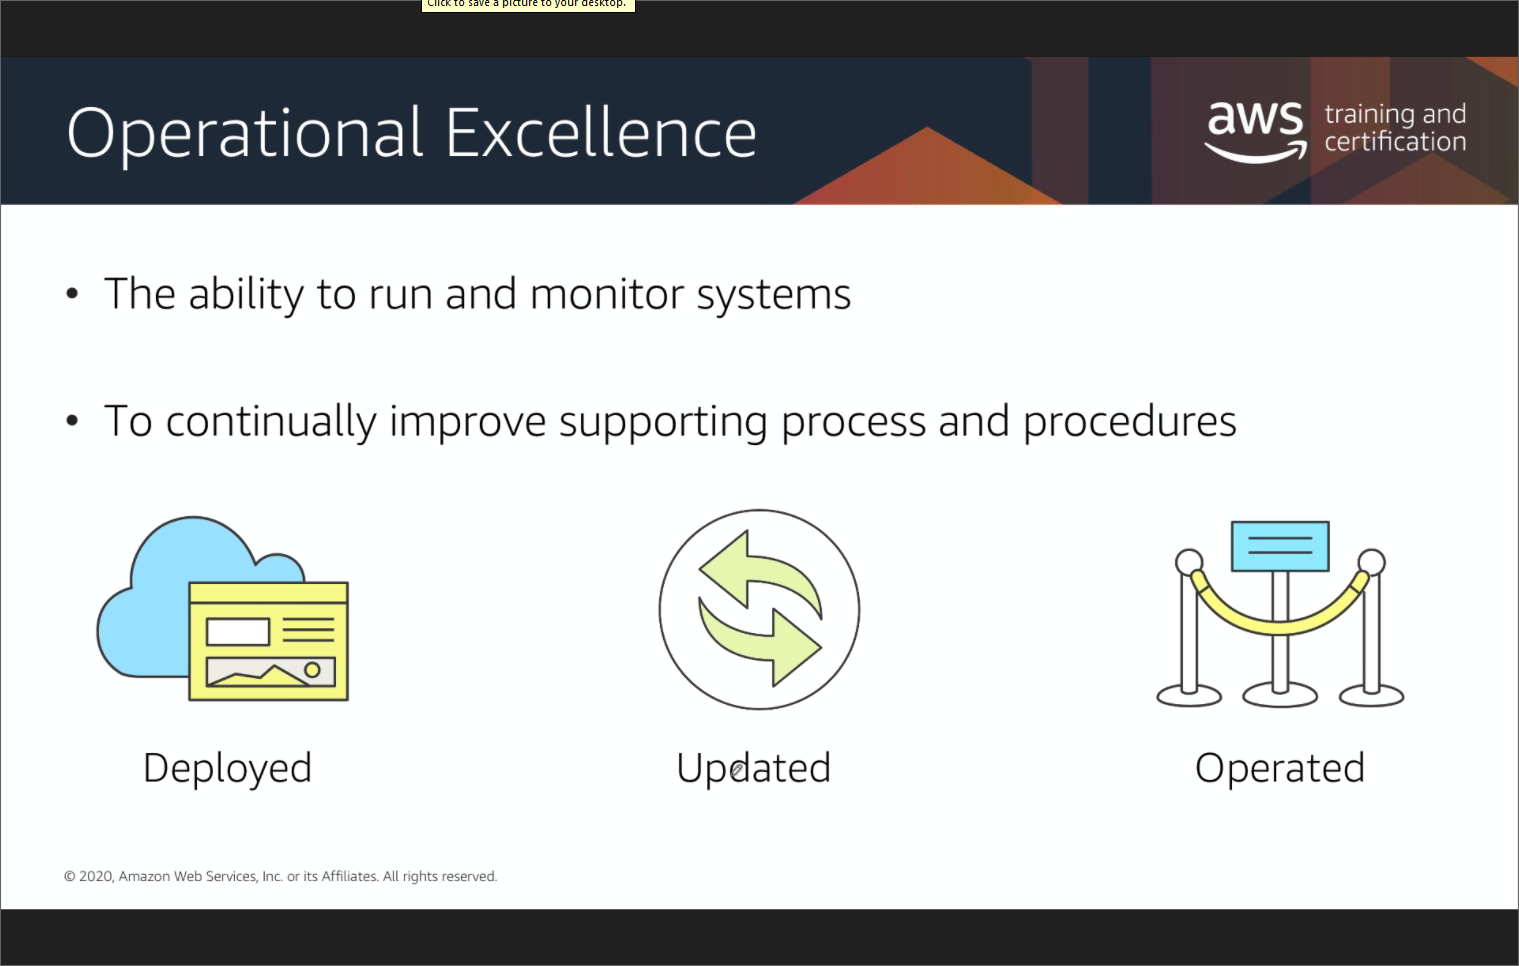 Click to save a picture to your desktop.
Operational Excellence
aws training and
certification
• The ability to run and monitor systems
• To continually improve supporting process and procedures
Deployed
Updated
Operated
© 2020, Amazon Web Services, Inc. or its Affiliates. All rights reserved.